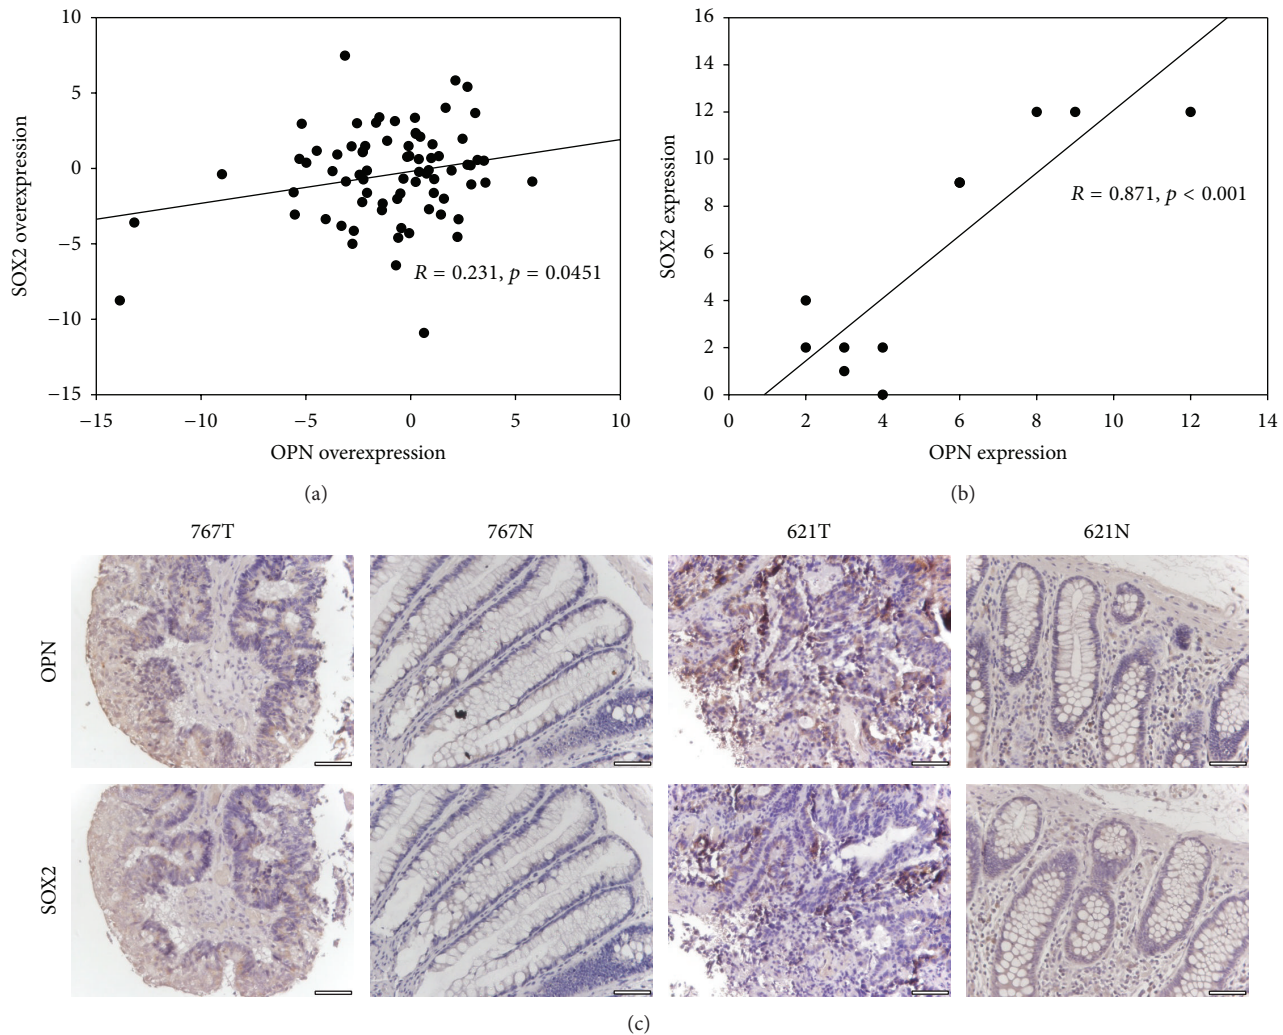 10
5
0
−5
−10
−15
−15
−10
−5
0
5
10
SOX2 overexpression
OPN overexpression
R = 0.231, p = 0.0451
(a)
16
14
12
10
8
6
4
2
0
0
2
4
6
8
10
12
14
SOX2 expression
OPN expression
R = 0.871, p < 0.001
(b)
767T
767N
621T
621N
OPN
SOX2
(c)